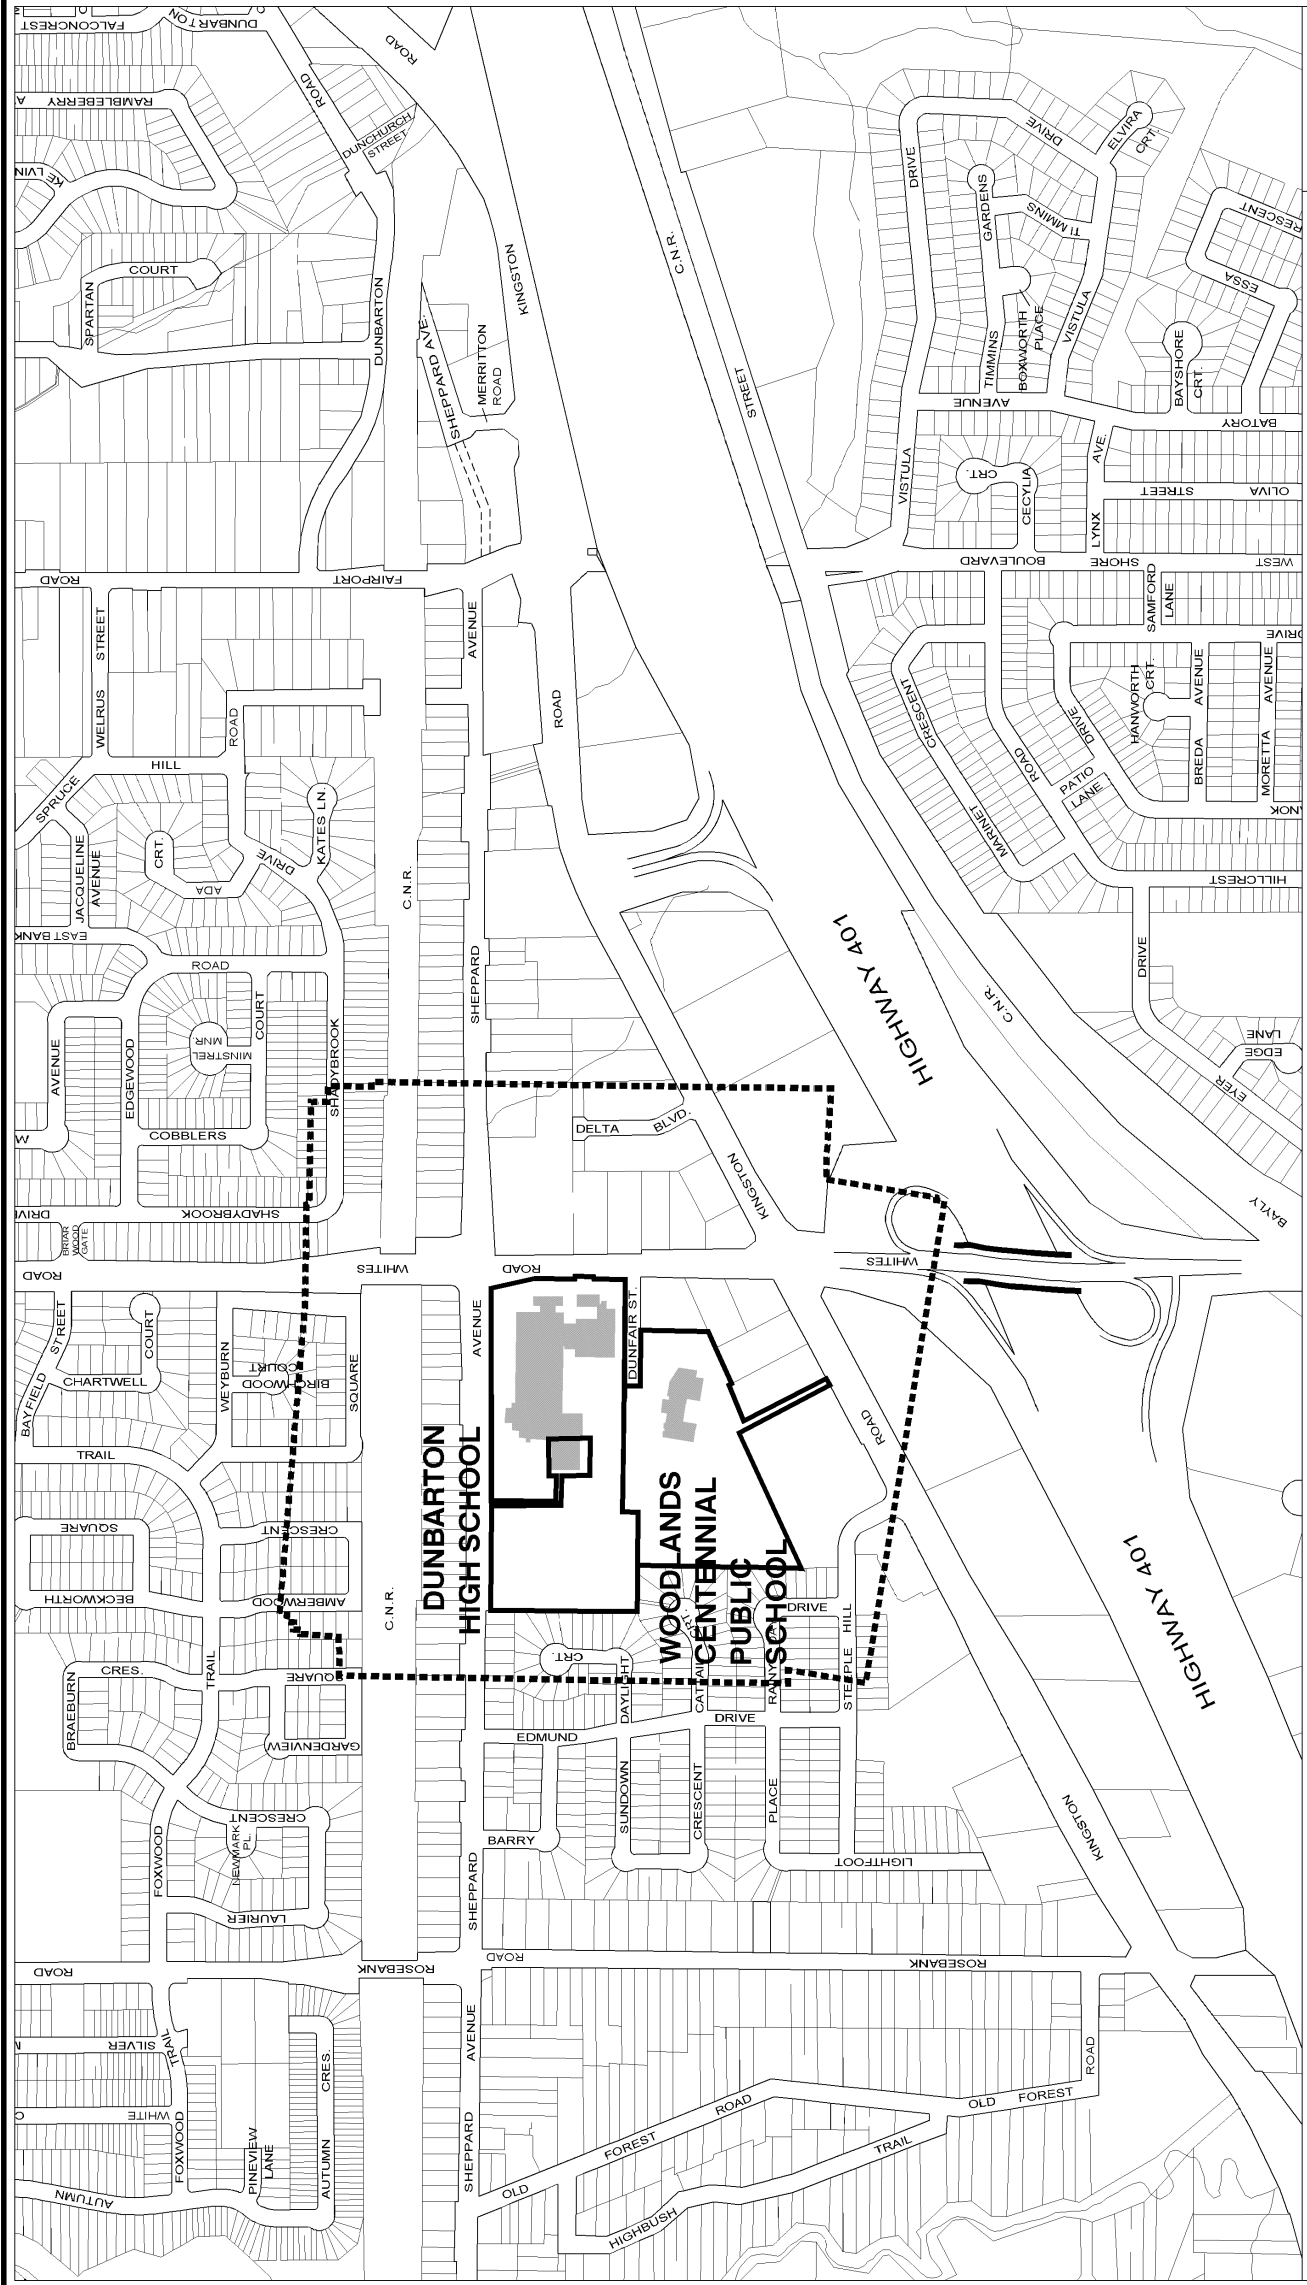 FALCONCREST
DUNBARTON
ROAD
RAMBLEBERRY
ROAD
DUNCHURCH
STREET
KELVIN
COURT
SPARTAN
DUNBARTON
KINGSTON
SHEPPARD AVE.
MERRITTON
ROAD
C.N.R.
STREET
DRIVE
DRIVE
ELVIRA
CRT.
GARDENS
TIMMINS
TIMMINS
BOXWORTH
PLACE
VISTULA
RESCENT
ESSA
BAYSHORE
CRT.
AVENUE
BATORY
VISTULA
CRT.
CECYLIA
AVE.
LYNX
STREET
OLIVA
BOULEVARD
SHORE
WEST
ROAD
FAIRPORT
STREET
WELRUS
AVENUE
ROAD
ROAD
HILL
SPRUCE
JACQUELINE
AVENUE
CRT.
ADA
DRIVE
KATES LN.
C.N.R.
EASTBANK
ROAD
SHEPPARD
SAMFORD
LANE
DRIVE
CRESCENT
DRIVE
ROAD
HANWORTH
CRT.
AVENUE
BREDA
AVENUE
MORETTA
PATIO
LANE
MARINET
NOK
HILLCREST
HIGHWAY 401
C.N.R.
DRIVE
LANE
EDGE
EYER
AVENUE
EDGEWOOD
MNR.
MINSTREL
COURT
SHADYBROOK
COBBLERS
W
DELTA
BLVD.
KINGSTON
BAYLY
DRIVE
BRIAR
WOOD
GATE
SHADYBROOK
ROAD
WHITES
ROAD
WHITES
STREET
BAYFIELD
COURT
CHARTWELL
WEYBURN
COURT
BIRCHWOOD
SQUARE
AVENUE
DUNFAIR ST.
TRAIL
ROAD
DUNBARTON
HIGH SCHOOL
WOODLANDS
CENTENNIAL
PUBLIC
SCHOOL
SQUARE
CRESCENT
BECKWORTH
AMBERWOOD
C.N.R.
DRIVE
HILL
STEEPLE
HIGHWAY 401
CRES.
BRAEBURN
TRAIL
SQUARE
GARDENVIEW
CRT.
DAYLIGHT
CRT.
CATTAIL
DRIVE
EDMUND
SUNDOWN
CRESCENT
PLACE
CRESCENT
NEWMARK
PL.
FOXWOOD
LAURIER
BARRY
SHEPPARD
LIGHTFOOT
KINGSTON
ROAD
ROSEBANK
ROAD
ROSEBANK
SILVER
TRAIL
AVENUE
ROAD
CRES.
WHITE
FOXWOOD
PINEVIEW
LANE
AUTUMN
AUTUMN
SHEPPARD
OLD
FOREST
ROAD
OLD
FOREST
TRAIL
HIGHBUSH